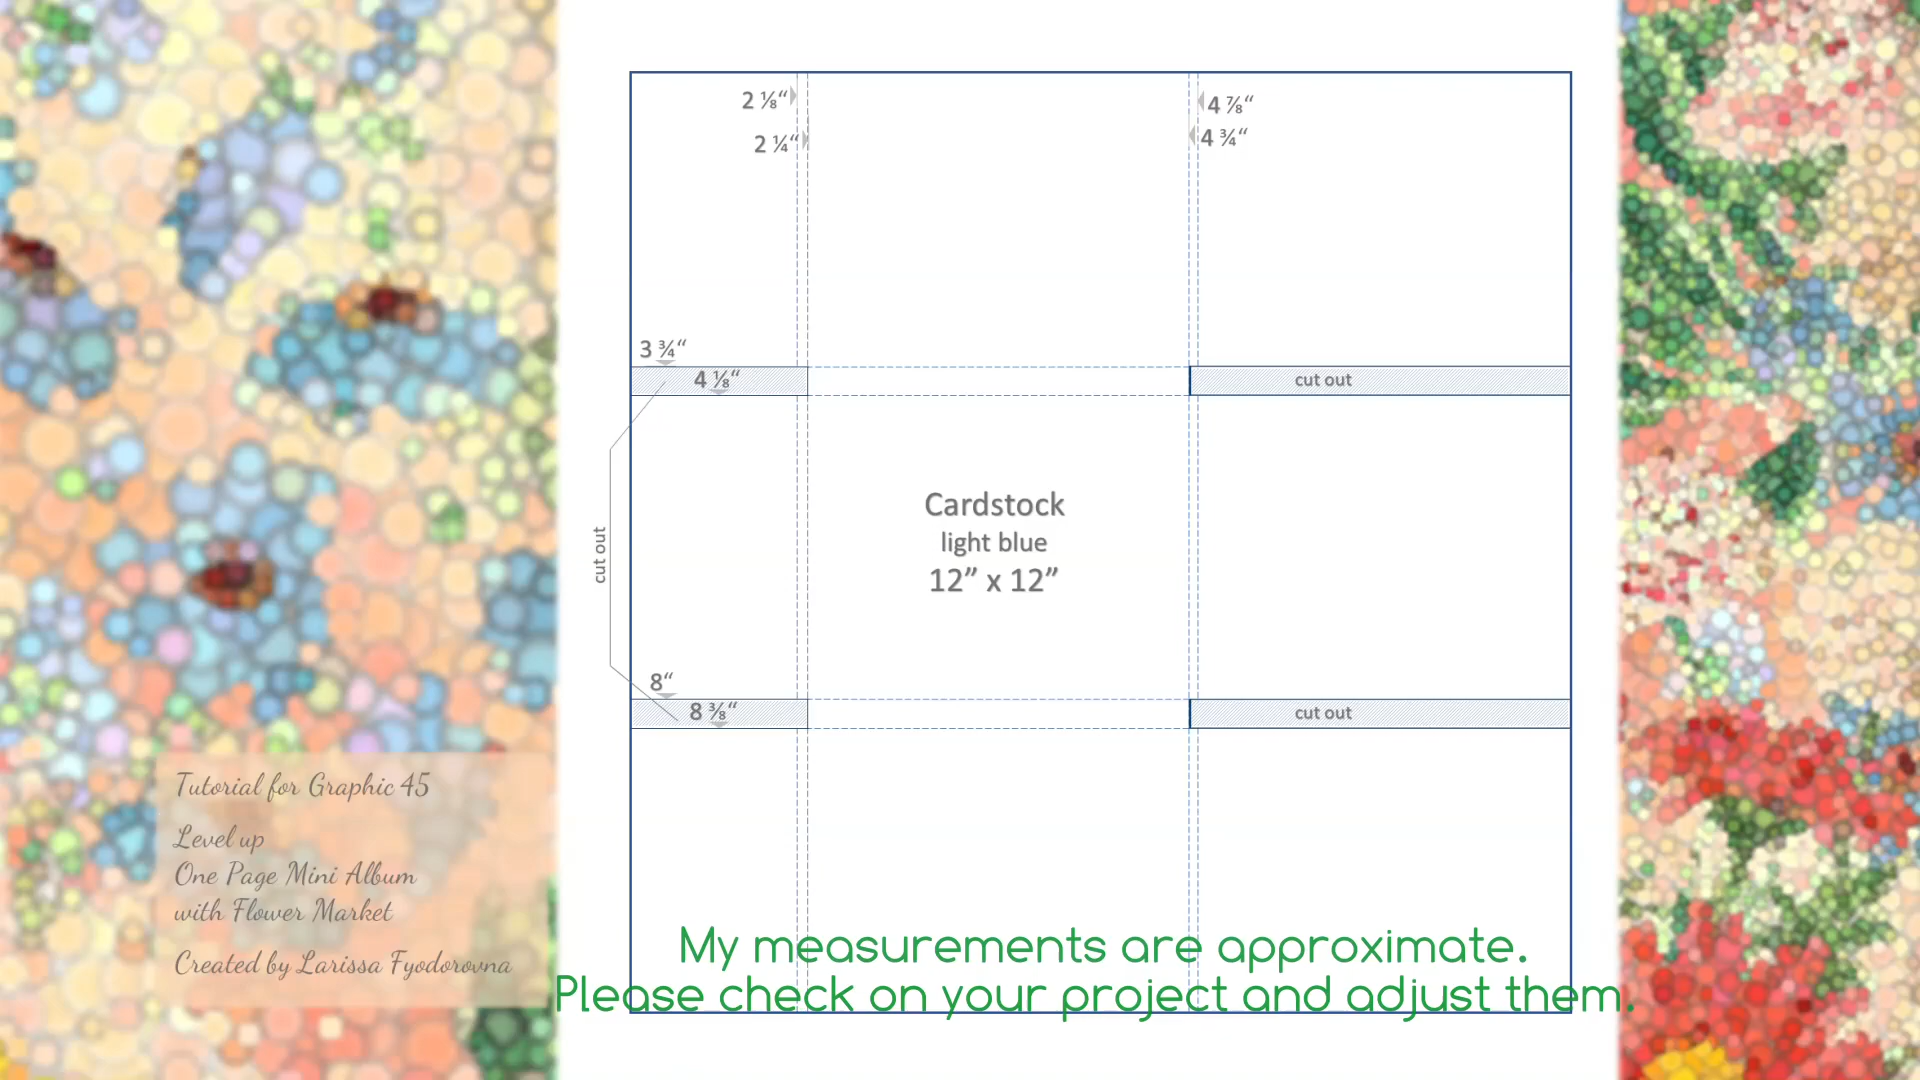 2 ⅛“
4 ⅞“
2 ¼“
4 ¾“
3 ¾“
4 ⅛“
cut out
Cardstock
light blue
12” x 12”
cut out
8“
8 ⅜“
cut out
Tutorial for Graphic 45
Level up
One Page Mini Album
with Flower Market
Created by Larissa Fyodorovna
My measurements are approximate.
Please check on your project and adjust them.